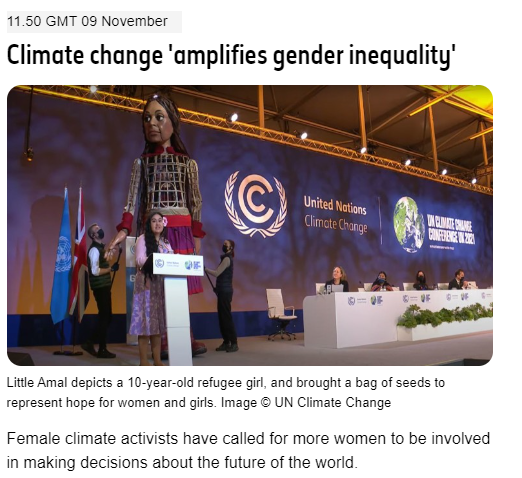 11.50 GMT 09 November
Climate change 'amplifies gender inequality'
United Nations
Climate Change
UN CLIMATE CHANGE
CONFERENCE UK 2021
Little Amal depicts a 10-year-old refugee girl, and brought a bag of seeds to
represent hope for women and girls. Image © UN Climate Change
Female climate activists have called for more women to be involved
in making decisions about the future of the world.